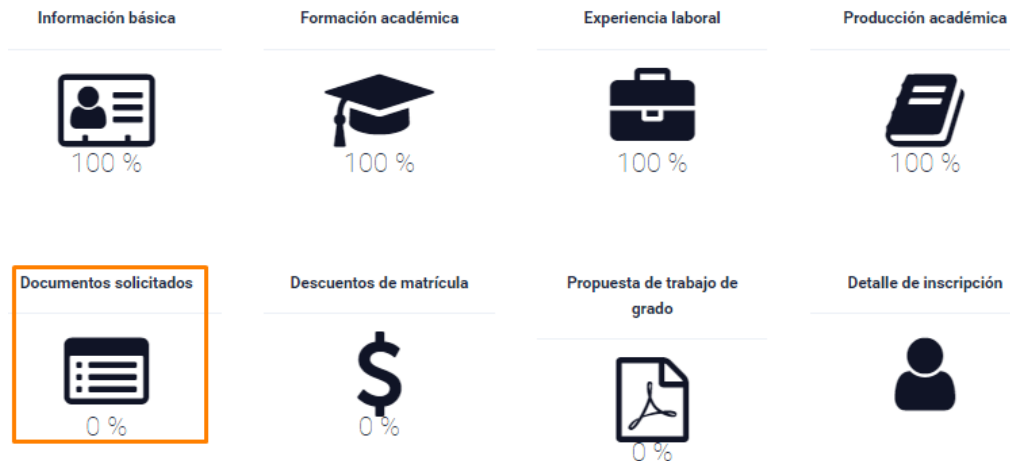 Información básica
Formación académica
Experiencia laboral
Producción académica
100 %
100 %
100 %
100 %
Documentos solicitados
Descuentos de matrícula
Propuesta de trabajo de
grado
Detalle de inscripción
0 %
0 %
0 %